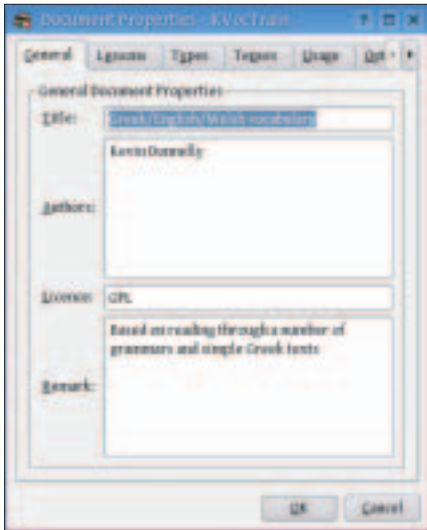 Document Properties - KVocTrain
General Lessons Types Tenses Usage Opt
General Document Properties
Title: Greek/English/Welsh vocabulary
Kevin Donnelly
Authors:
Licence: GPL
Based on reading through a number of
grammars and simple Greek texts
Remark:
OK Cancel